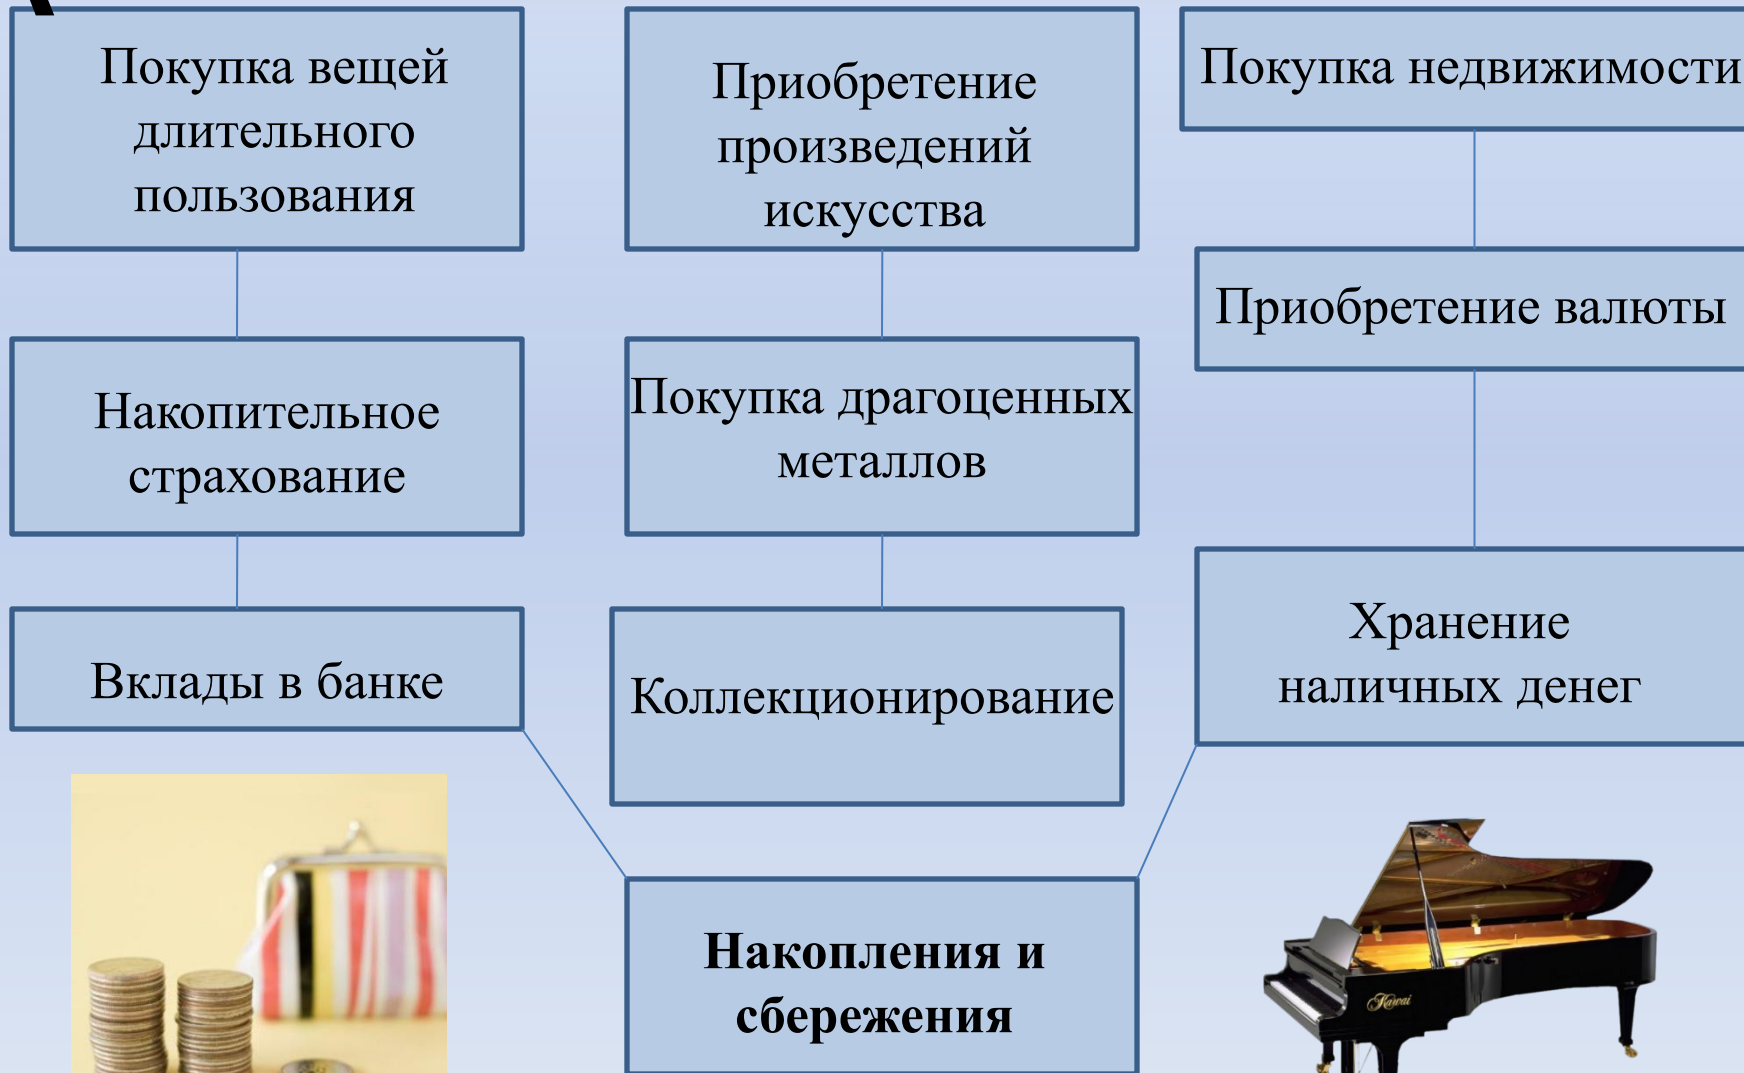 Покупка вещей
длительного
пользования
Приобретение
произведений
искусства
Покупка недвижимости
Приобретение валюты
Накопительное
страхование
Покупка драгоценных
металлов
Хранение
наличных денег
Вклады в банке
Коллекционирование
Накопления и
сбережения
Kawai